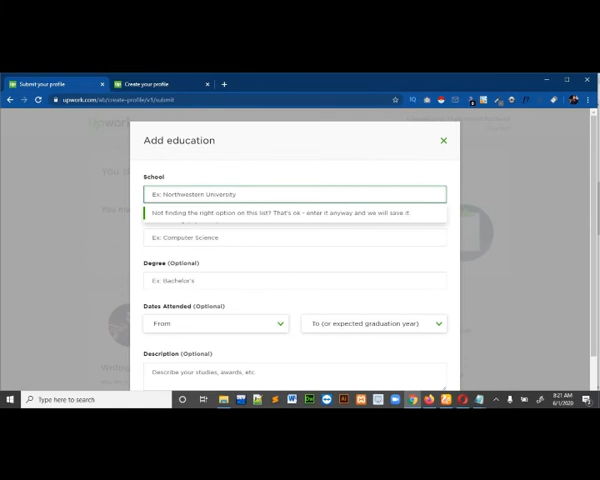 Submit your profile
Create your profile
upwork.com/ab/create-profile/v1/submit
Upwork
Add education
School
Ex: Northwestern University
Not finding the right option on this list? That's ok - enter it anyway and we will save it.
Ex: Computer Science
Degree (Optional)
Ex: Bachelor's
Dates Attended (Optional)
From
To (or expected graduation year)
Description (Optional)
Describe your studies, awards, etc
Type here to search
8:21 AM
6/1/2020